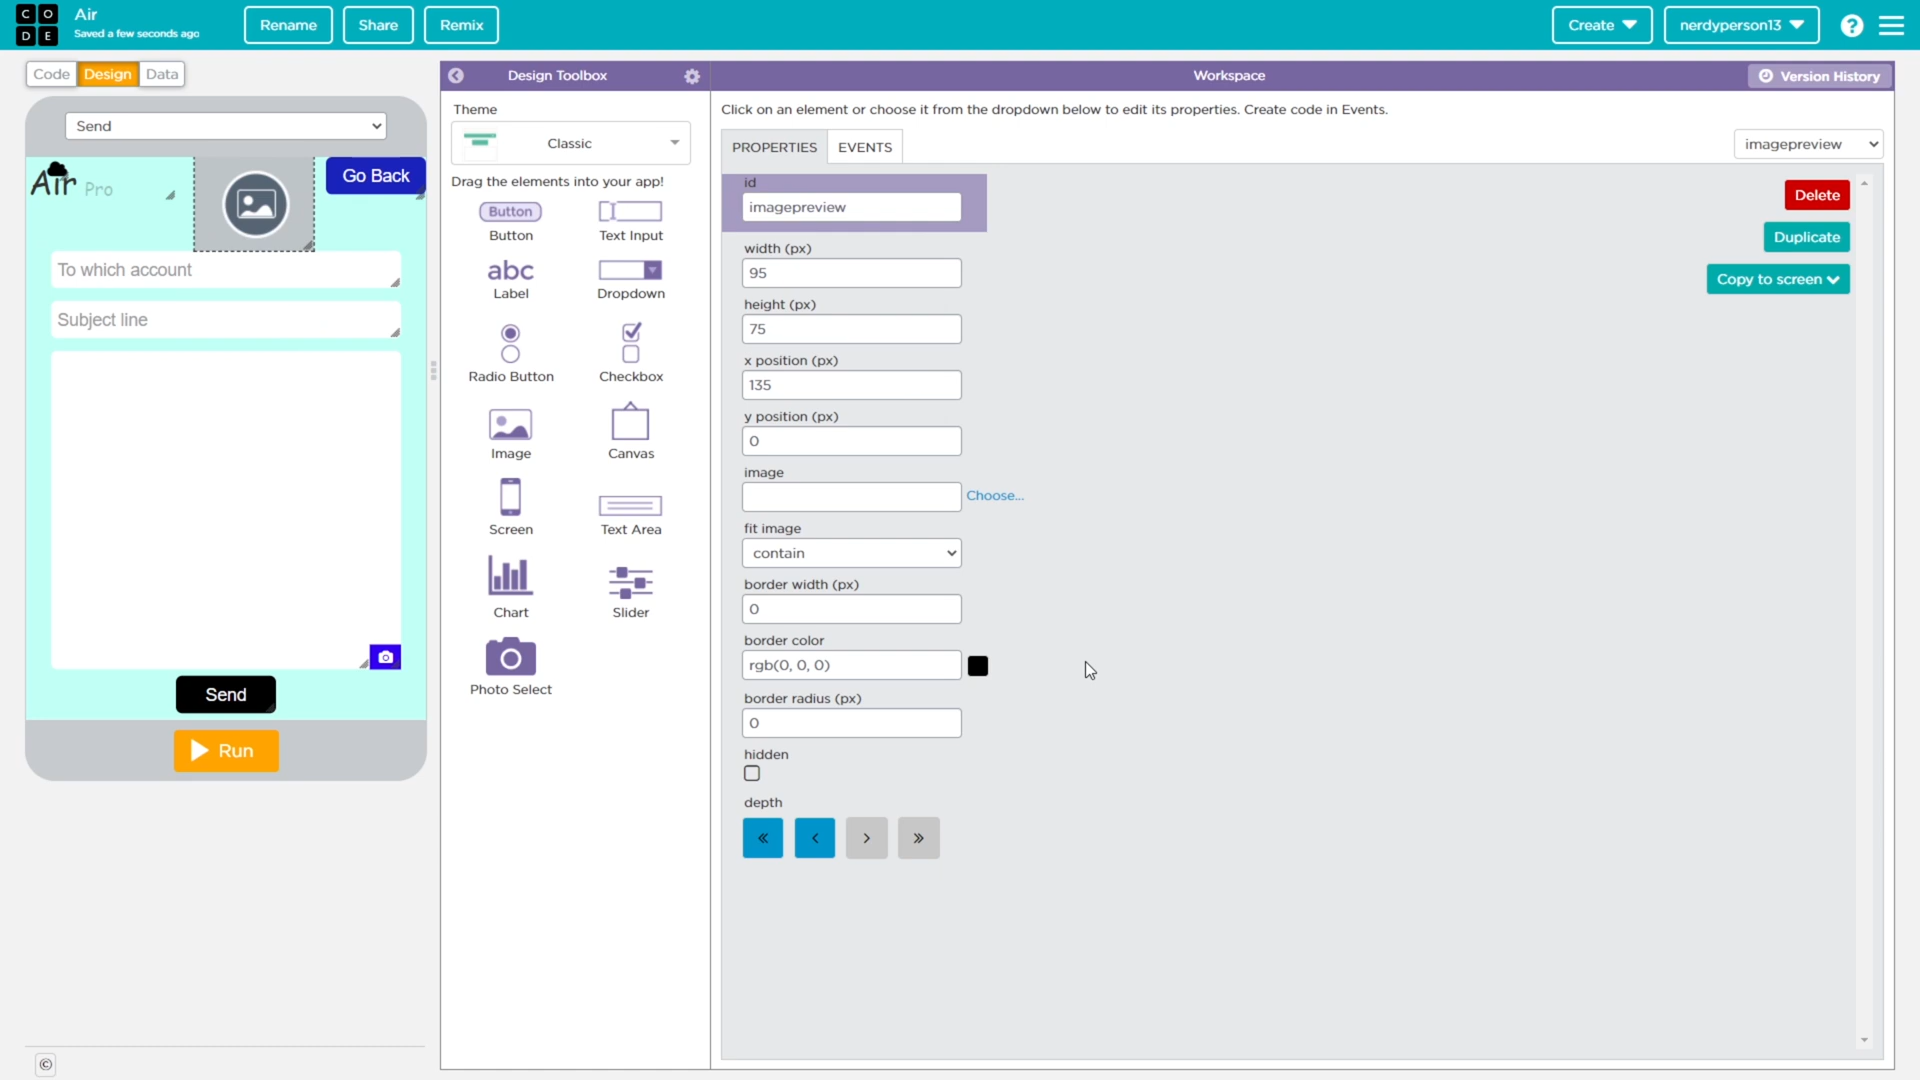 CODE
Air
Saved a few seconds ago
Rename
Share
Remix
Create
nerdyperson13
?
Code
Design
Data
Design Toolbox
Workspace
Version History
Send
Air Pro
Go Back
To which account
Subject line
Send
Run
Theme
Classic
Drag the elements into your app!
Button
Button
Text Input
abc
Label
Dropdown
Radio Button
Checkbox
Image
Canvas
Screen
Text Area
Chart
Slider
Photo Select
Click on an element or choose it from the dropdown below to edit its properties. Create code in Events.
PROPERTIES
EVENTS
imagepreview
id
imagepreview
Delete
Duplicate
Copy to screen
width (px)
95
height (px)
75
x position (px)
135
y position (px)
0
image
Choose...
fit image
contain
border width (px)
0
border color
rgb(0, 0, 0)
border radius (px)
0
hidden
depth
©